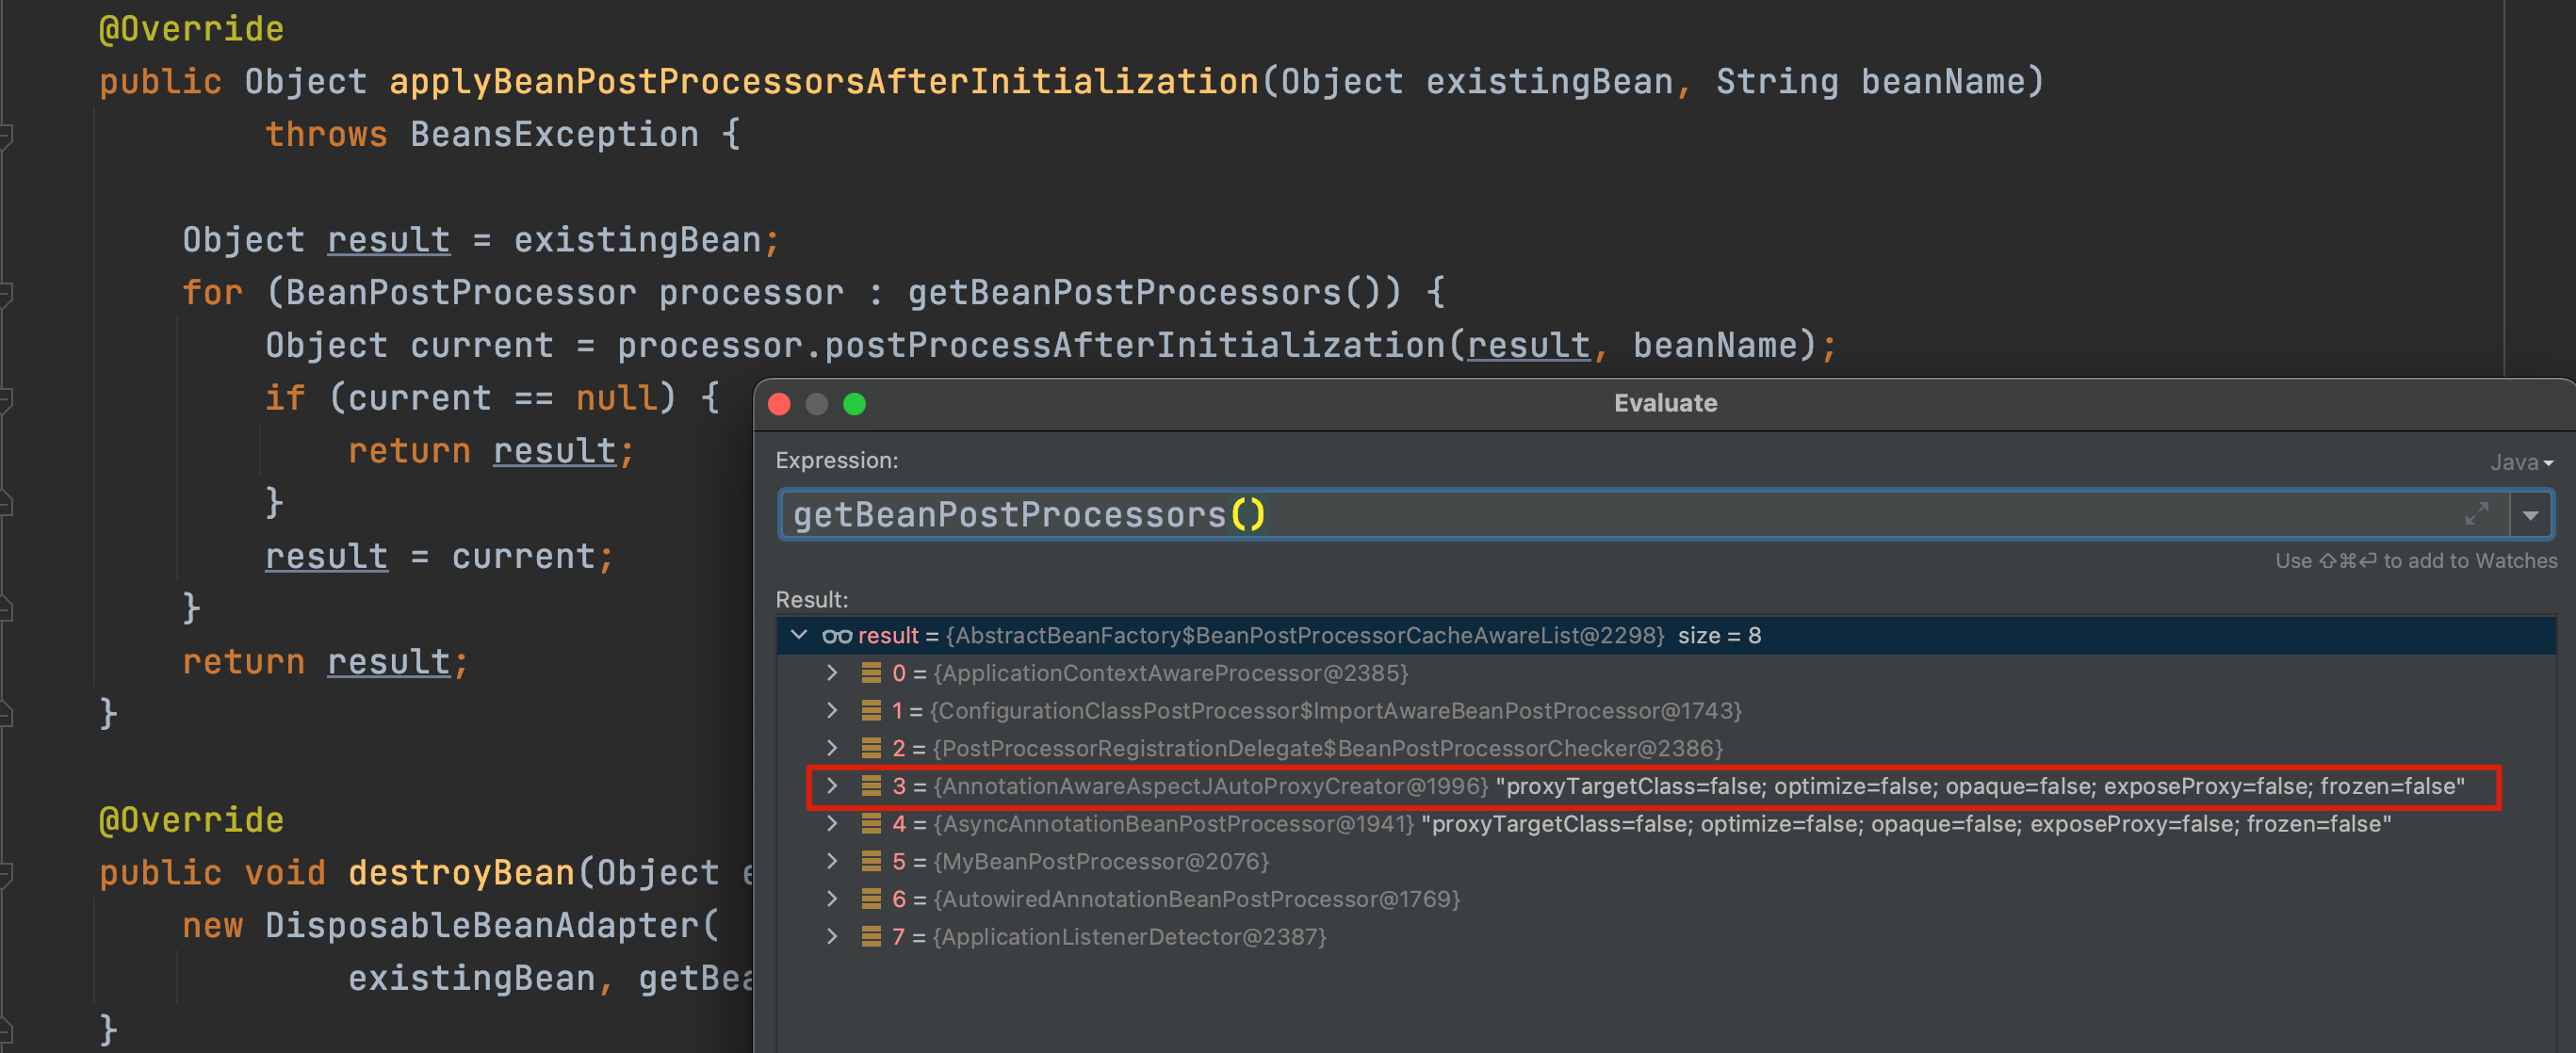 @Override
public Object applyBeanPostProcessorsAfterInitialization(Object existingBean, String beanName)
throws BeansException {
Object result = existingBean;
for (BeanPostProcessor processor : getBeanPostProcessors()) {
Object current = processor.postProcessAfterInitialization(result, beanName);
if (current == null) {
return result;
}
result = current;
}
return result;
}
@Override
public void destroyBean(Object e
new DisposableBeanAdapter(
existingBean, getBea
}
Evaluate
Expression:
Java
getBeanPostProcessors()
Use ⇧⌘⏎ to add to Watches
Result:
result = {AbstractBeanFactory$BeanPostProcessorCacheAwareList@2298} size = 8
0 = {ApplicationContextAwareProcessor@2385}
1 = {ConfigurationClassPostProcessor$ImportAwareBeanPostProcessor@1743}
2 = {PostProcessorRegistrationDelegate$BeanPostProcessorChecker@2386}
3 = {AnnotationAwareAspectJAutoProxyCreator@1996} "proxyTargetClass=false; optimize=false; opaque=false; exposeProxy=false; frozen=false"
4 = {AsyncAnnotationBeanPostProcessor@1941} "proxyTargetClass=false; optimize=false; opaque=false; exposeProxy=false; frozen=false"
5 = {MyBeanPostProcessor@2076}
6 = {AutowiredAnnotationBeanPostProcessor@1769}
7 = {ApplicationListenerDetector@2387}